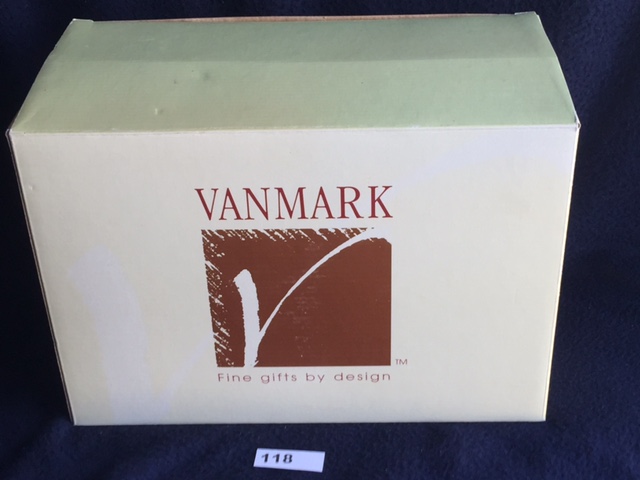 VANMARK
TM
Fine gifts by design
118